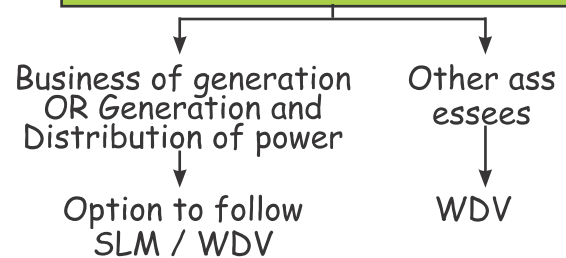 Business of generation
OR Generation and
Distribution of power
Other ass
essees
Option to follow
SLM / WDV
WDV